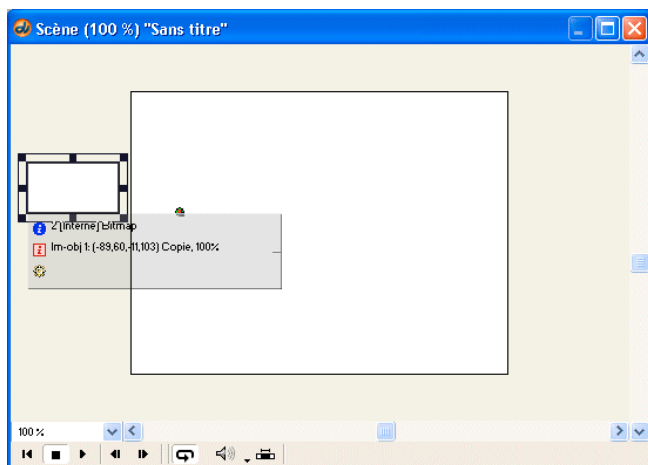 Scène (100 %) "Sans titre"
2 [Interne] Bitmap
Im-obj 1: (-89,60,-11,103) Copie, 100%
100 %